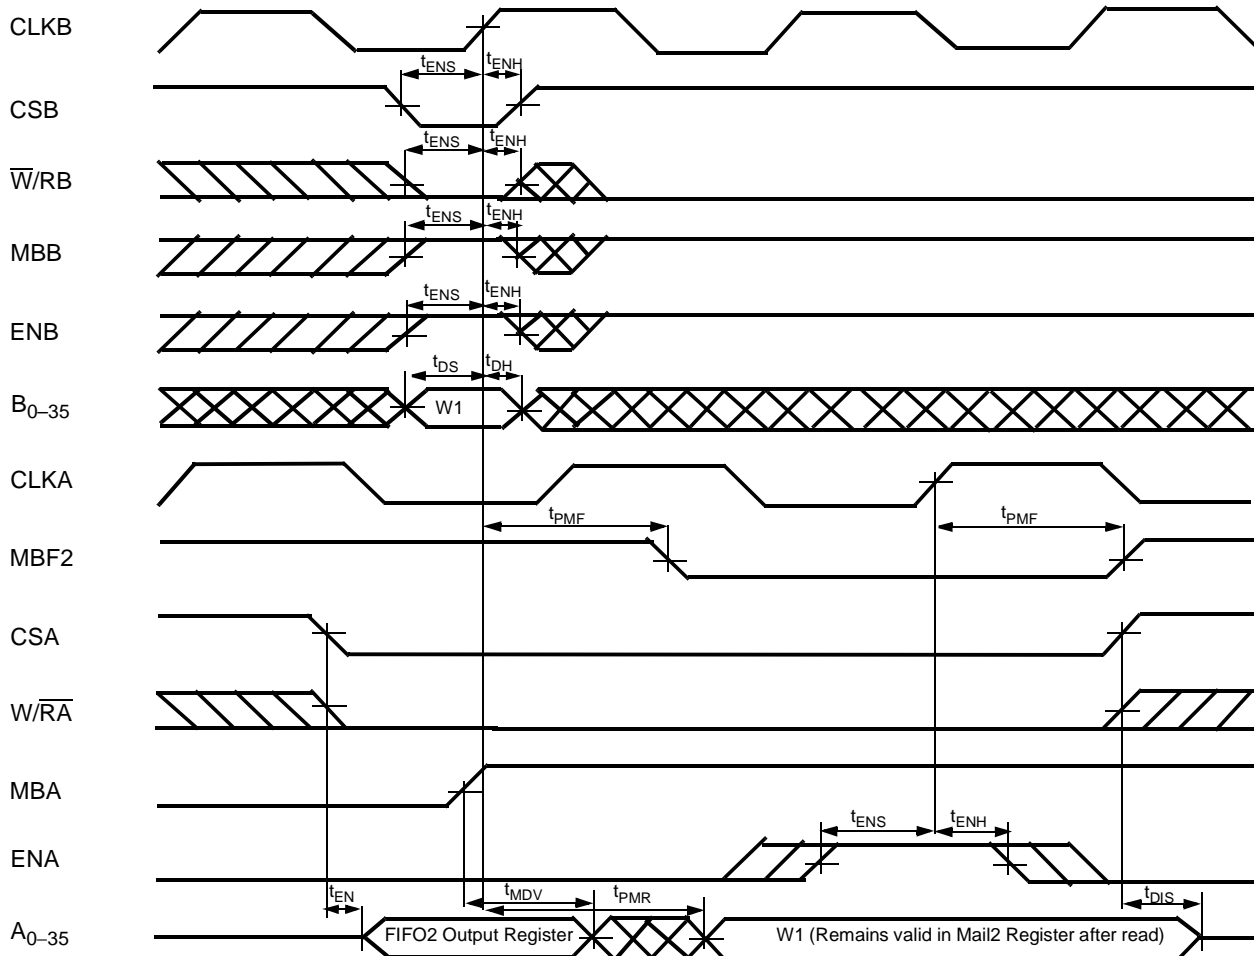 CLKB
tENS tENH
CSB
tENS tENH
W/RB
tENS tENH
MBB
tENS tENH
ENB
tDS tDH
B0–35 W1
CLKA
tPMF tPMF
MBF2
CSA
W/RA
MBA
tENS tENH
ENA
tEN tMDV tPMR tDIS
A0–35 FIFO2 Output Register W1 (Remains valid in Mail2 Register after read)